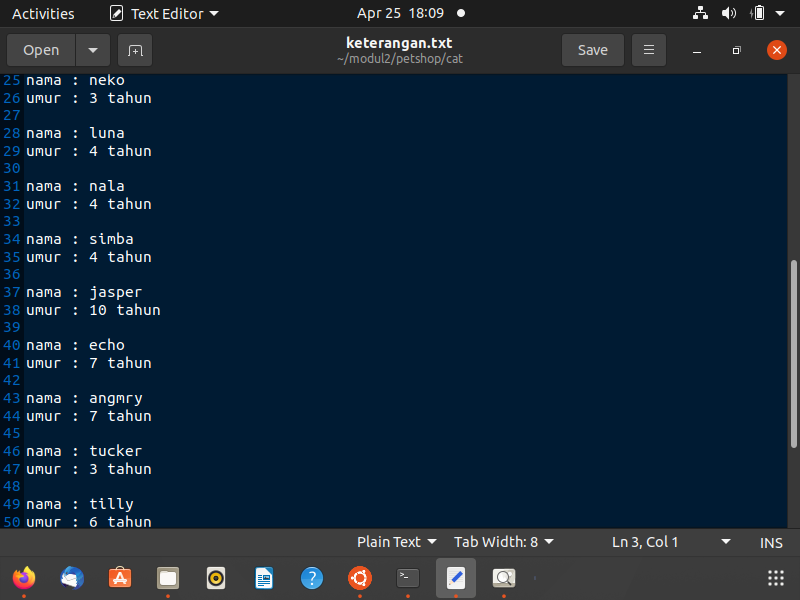 Activities Text Editor Apr 25 18:09
Open keterangan.txt Save
~/modul2/petshop/cat
25 nama : neko
26 umur : 3 tahun
27
28 nama : luna
29 umur : 4 tahun
30
31 nama : nala
32 umur : 4 tahun
33
34 nama : simba
35 umur : 4 tahun
36
37 nama : jasper
38 umur : 10 tahun
39
40 nama : echo
41 umur : 7 tahun
42
43 nama : angmry
44 umur : 7 tahun
45
46 nama : tucker
47 umur : 3 tahun
48
49 nama : tilly
50 umur : 6 tahun
Plain Text Tab Width: 8 Ln 3, Col 1 INS